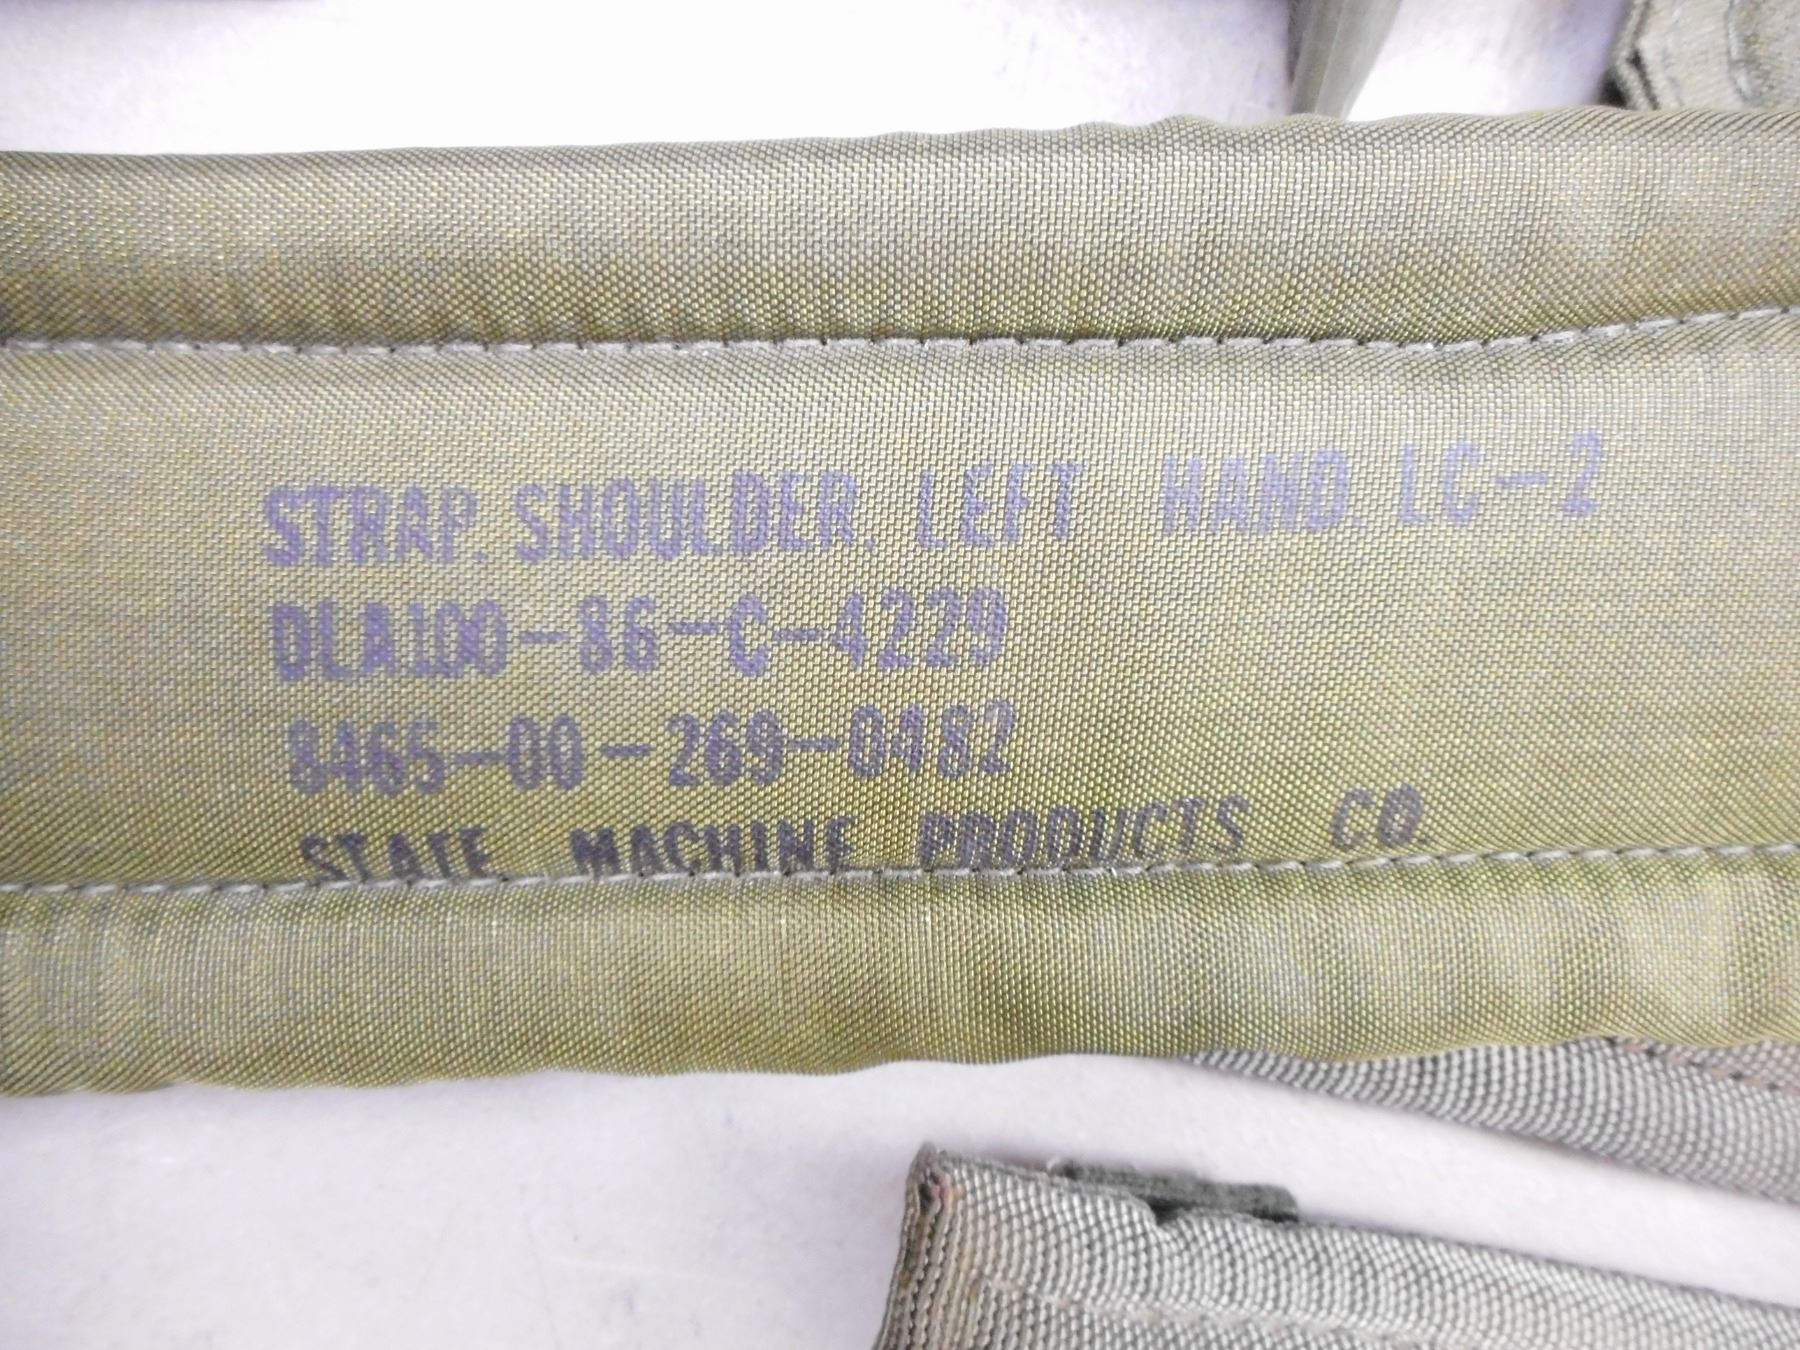 STRAP. SHOULDER. LEFT HAND. LC-2
DLA100-86-C-4229
8465-00-269-0482
STATE MACHINE PRODUCTS CO.